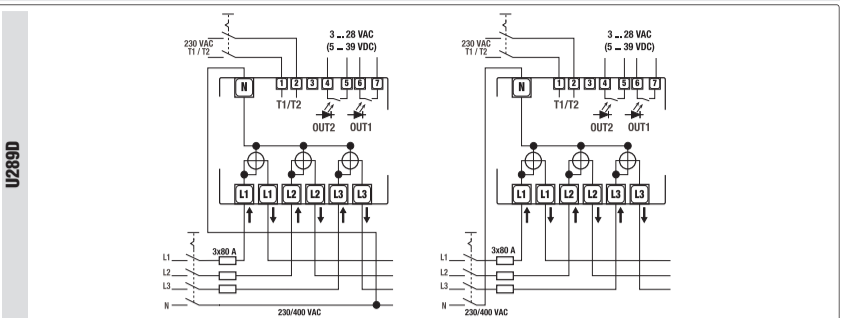 U289D
230 VAC
T1 / T2
3 ... 28 VAC
(5 ... 39 VDC)
N
1 2 3 4 5 6 7
T1/T2
OUT2 OUT1
L1 L1 L2 L2 L3 L3
3x80 A
L1
L2
L3
N
230/400 VAC
230 VAC
T1 / T2
3 ... 28 VAC
(5 ... 39 VDC)
N
1 2 3 4 5 6 7
T1/T2
OUT2 OUT1
L1 L1 L2 L2 L3 L3
3x80 A
L1
L2
L3
N
230/400 VAC